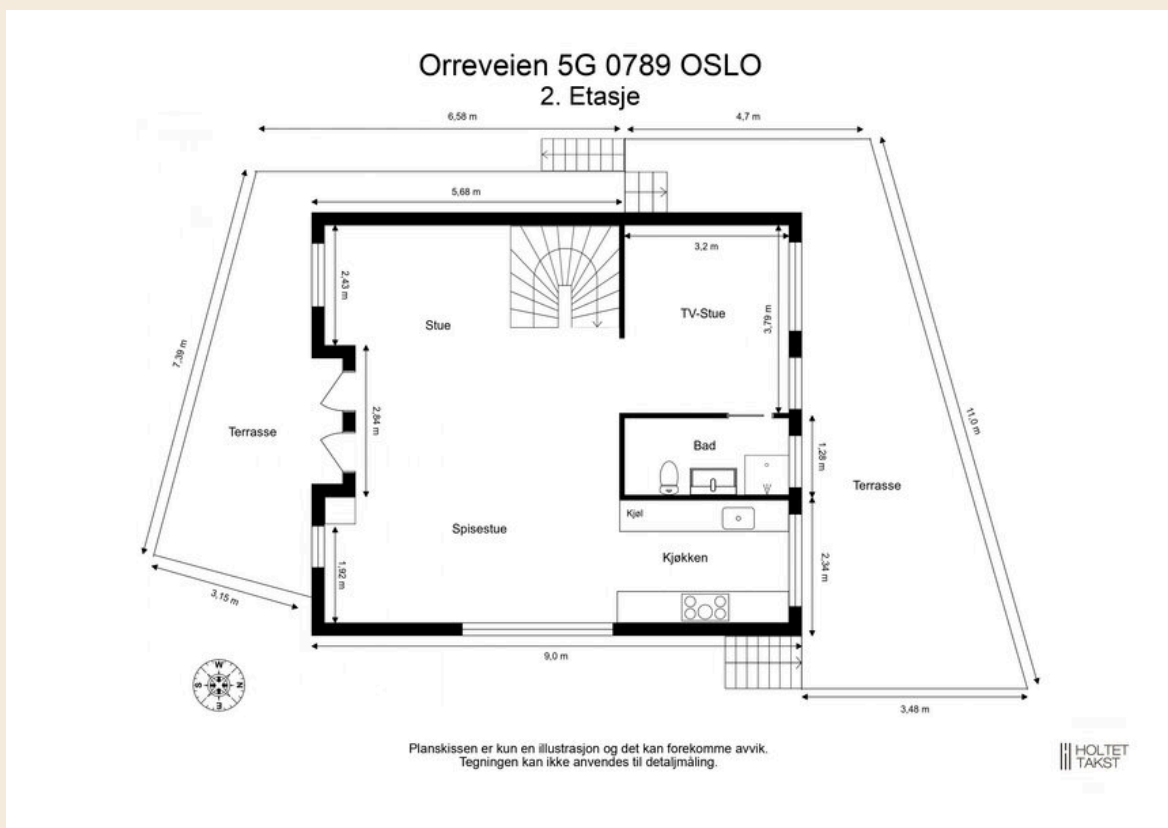 Orreveien 5G 0789 OSLO
2. Etasje
6,58 m
4,7 m
5,68 m
3,2 m
2,43 m
Stue
TV-Stue
3,79 m
7,39 m
2,84 m
11,0 m
Terrasse
Bad
1,28 m
Terrasse
Kjøl
Spisestue
Kjøkken
2,34 m
1,92 m
3,15 m
9,0 m
W
S
N
E
3,48 m
Planskissen er kun en illustrasjon og det kan forekomme avvik.
Tegningen kan ikke anvendes til detaljmåling.
HOLTET
TAKST